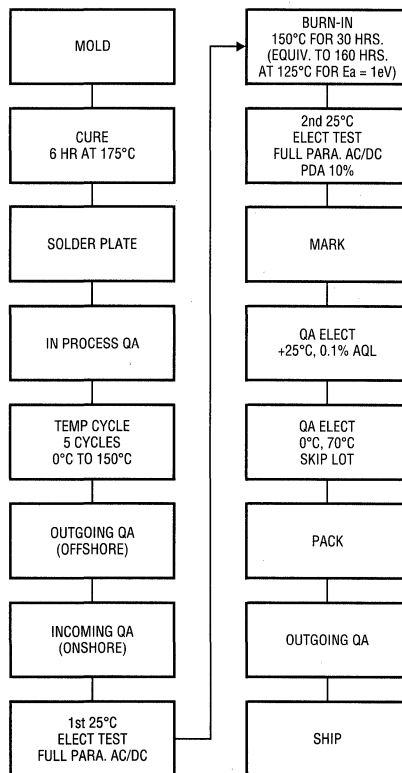 MOLD
CURE
6 HR AT 175°C
SOLDER PLATE
IN PROCESS QA
TEMP CYCLE
5 CYCLES
0°C TO 150°C
OUTGOING QA
(OFFSHORE)
INCOMING QA
(ONSHORE)
1st 25°C
ELECT TEST
FULL PARA. AC/DC
BURN-IN
150°C FOR 30 HRS.
(EQUIV. TO 160 HRS.
AT 125°C FOR Ea = 1eV)
2nd 25°C
ELECT TEST
FULL PARA. AC/DC
PDA 10%
MARK
QA ELECT
+25°C, 0.1% AQL
QA ELECT
0°C, 70°C
SKIP LOT
PACK
OUTGOING QA
SHIP